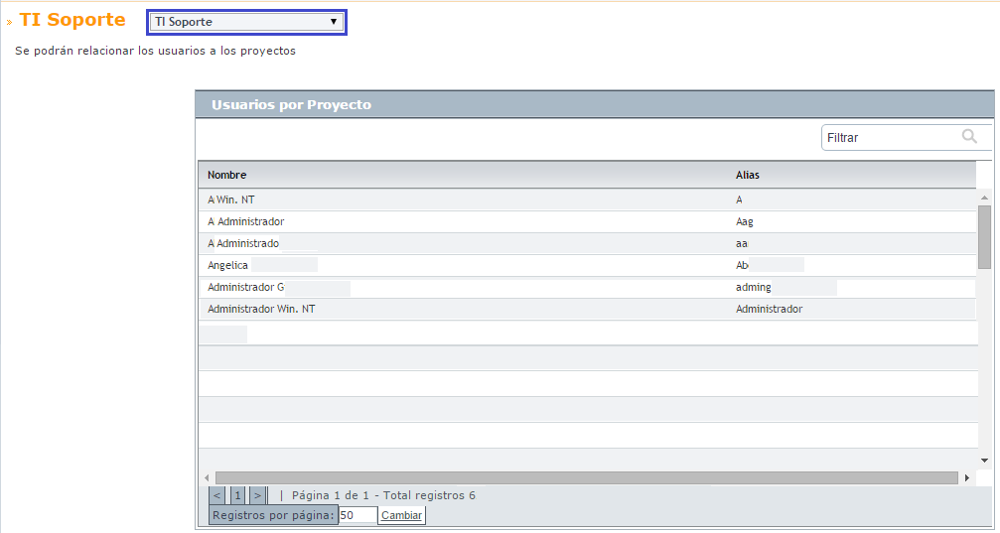 » TI Soporte TI Soporte ▼
Se podrán relacionar los usuarios a los proyectos
Usuarios por Proyecto
Filtrar
Nombre Alias
A Win. NT A
A Administrador Aag
A Administrado aa
Angelica Ab
Administrador G adming
Administrador Win. NT Administrador
< 1 > | Página 1 de 1 - Total registros 6
Registros por página: 50 Cambiar